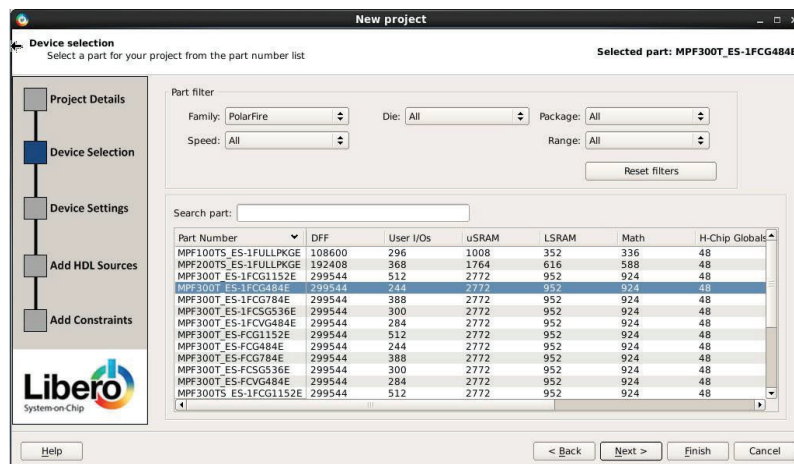 New project
Device selection
Select a part for your project from the part number list
Selected part: MPF300T_ES-1FCG484E
Project Details
Device Selection
Device Settings
Add HDL Sources
Add Constraints
Libero
System-on-Chip
Part filter
Family: PolarFire Die: All Package: All
Speed: All Range: All
Reset filters
Search part:
Part Number DFF User I/Os uSRAM LSRAM Math H-Chip Globals
MPF100TS_ES-1FULLPKGE 108600 296 1008 352 336 48
MPF200TS_ES-1FULLPKGE 192408 368 1764 616 588 48
MPF300T_ES-1FCG1152E 299544 512 2772 952 924 48
MPF300T_ES-1FCG484E 299544 244 2772 952 924 48
MPF300T_ES-1FCG784E 299544 388 2772 952 924 48
MPF300T_ES-1FCSG536E 299544 300 2772 952 924 48
MPF300T_ES-1FCVG484E 299544 284 2772 952 924 48
MPF300T_ES-FCG1152E 299544 512 2772 952 924 48
MPF300T_ES-FCG484E 299544 244 2772 952 924 48
MPF300T_ES-FCG784E 299544 388 2772 952 924 48
MPF300T_ES-FCSG536E 299544 300 2772 952 924 48
MPF300T_ES-FCVG484E 299544 284 2772 952 924 48
MPF300TS_ES-1FCG1152E 299544 512 2772 952 924 48
Help < Back Next > Finish Cancel